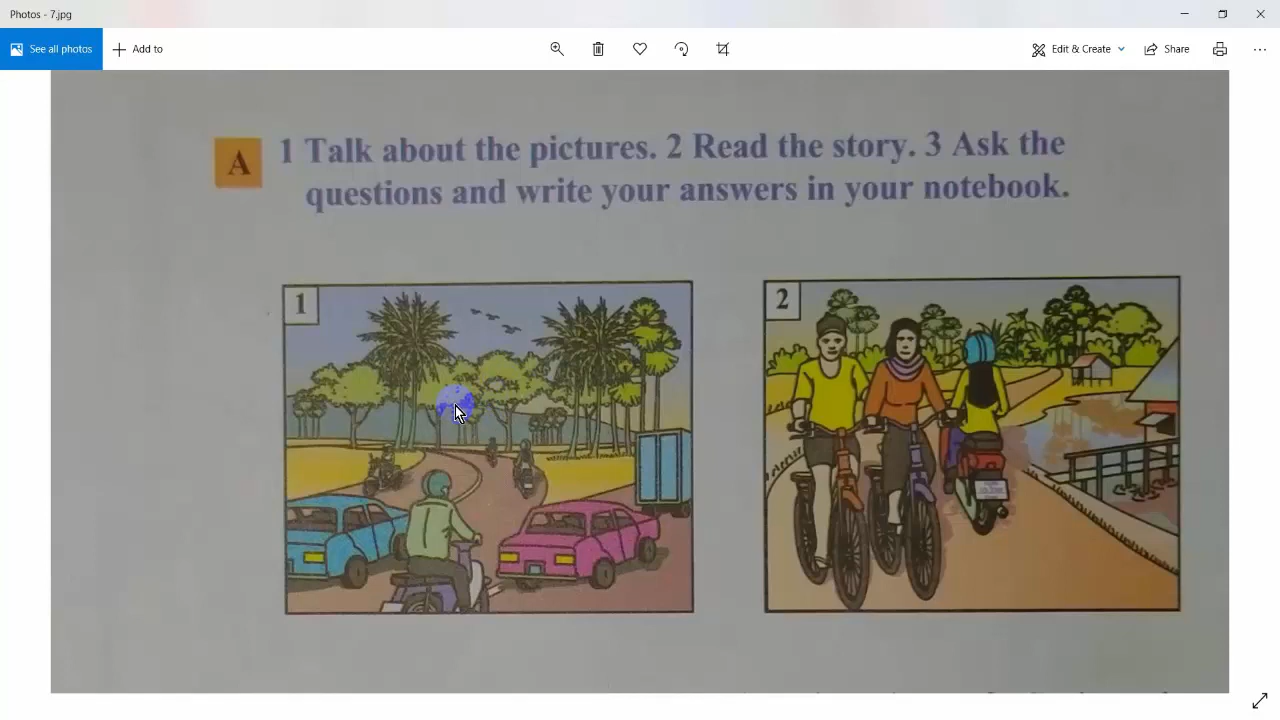 Photos - 7.jpg
See all photos
Add to
Edit & Create
Share
A
1 Talk about the pictures. 2 Read the story. 3 Ask the
questions and write your answers in your notebook.
1
2